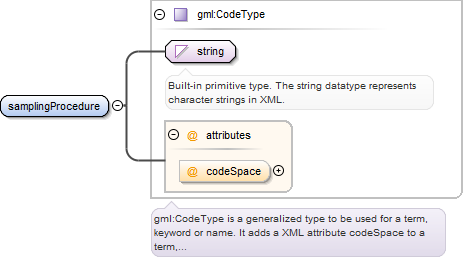 gml:CodeType
string
Built-in primitive type. The string datatype represents
character strings in XML.
samplingProcedure
@ attributes
@ codeSpace
gml:CodeType is a generalized type to be used for a term,
keyword or name. It adds a XML attribute codeSpace to a
term,...